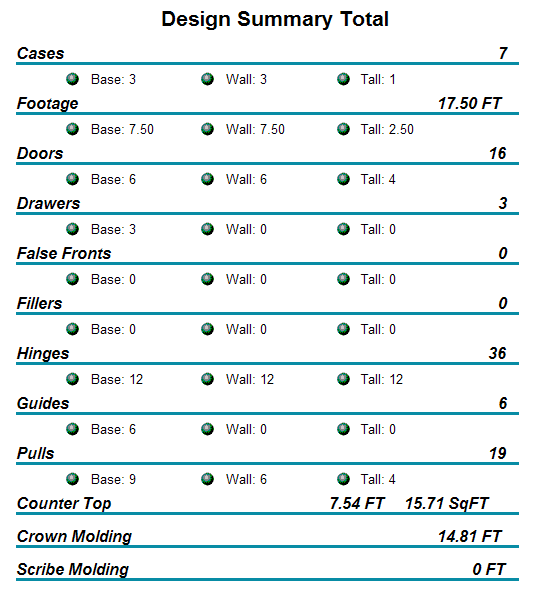 Design Summary Total
Cases 7
Base: 3 Wall: 3 Tall: 1
Footage 17.50 FT
Base: 7.50 Wall: 7.50 Tall: 2.50
Doors 16
Base: 6 Wall: 6 Tall: 4
Drawers 3
Base: 3 Wall: 0 Tall: 0
False Fronts 0
Base: 0 Wall: 0 Tall: 0
Fillers 0
Base: 0 Wall: 0 Tall: 0
Hinges 36
Base: 12 Wall: 12 Tall: 12
Guides 6
Base: 6 Wall: 0 Tall: 0
Pulls 19
Base: 9 Wall: 6 Tall: 4
Counter Top 7.54 FT 15.71 SqFT
Crown Molding 14.81 FT
Scribe Molding 0 FT